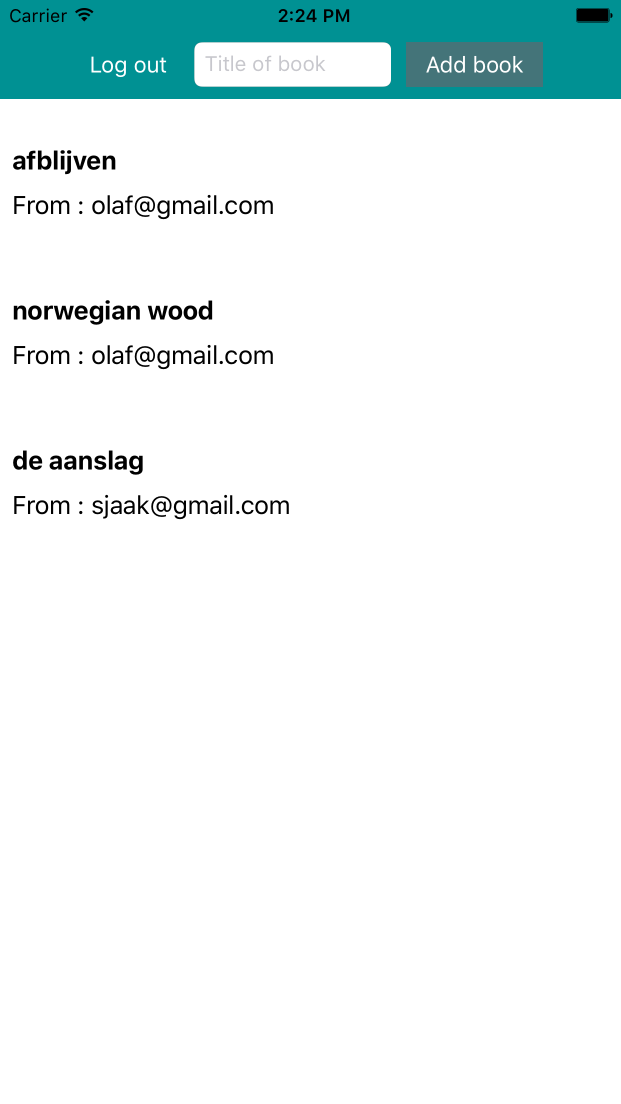 Carrier 2:24 PM
Log out Title of book Add book
afblijven
From : olaf@gmail.com
norwegian wood
From : olaf@gmail.com
de aanslag
From : sjaak@gmail.com